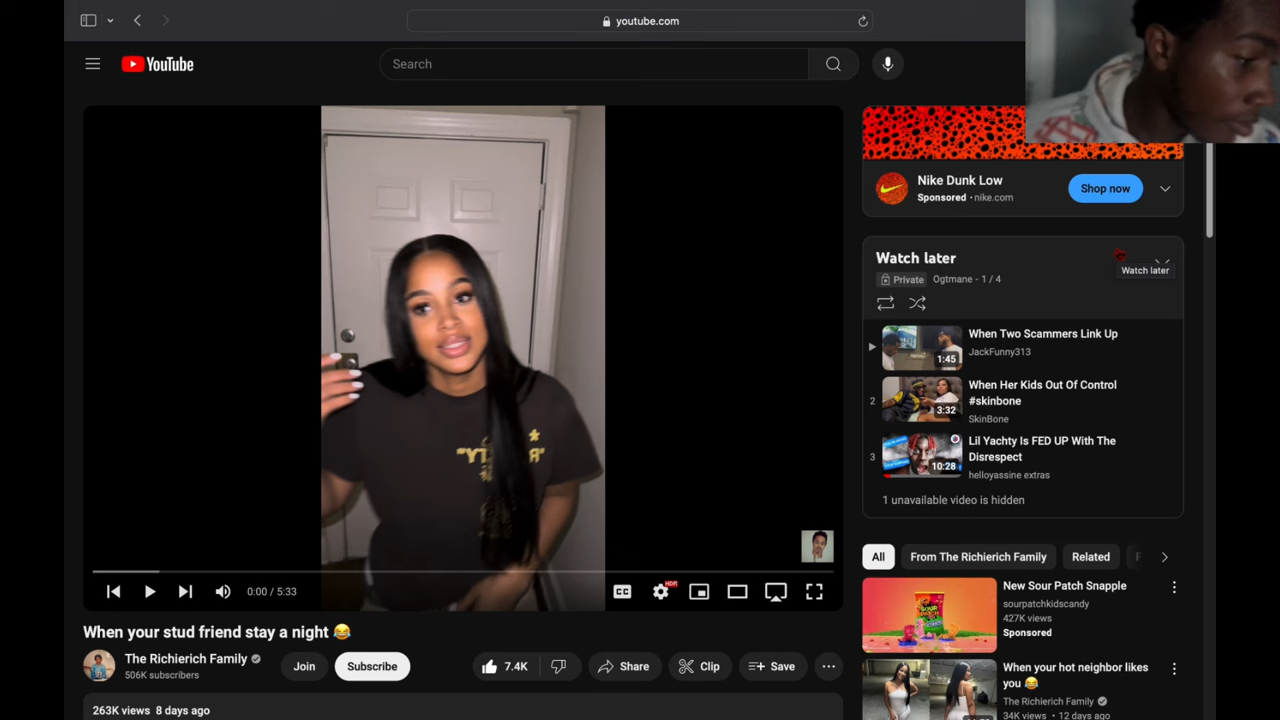 youtube.com
YouTube
Search
Nike Dunk Low
Shop now
Sponsored · nike.com
Watch later
Watch later
Private
Ogtmane - 1 / 4
When Two Scammers Link Up
JackFunny313
1:45
2
When Her Kids Out Of Control
#skinbone
SkinBone
3:32
3
Lil Yachty Is FED UP With The
Disrespect
helloyassine extras
10:28
1 unavailable video is hidden
All
From The Richierich Family
Related
New Sour Patch Snapple
sourpatchkidscandy
427K views
Sponsored
When your hot neighbor likes
you 😂
The Richierich Family
34K views · 12 days ago
0:00 / 5:33
CC
HDR
When your stud friend stay a night 😂
The Richierich Family
506K subscribers
Join
Subscribe
7.4K
Share
Clip
Save
263K views 8 days ago